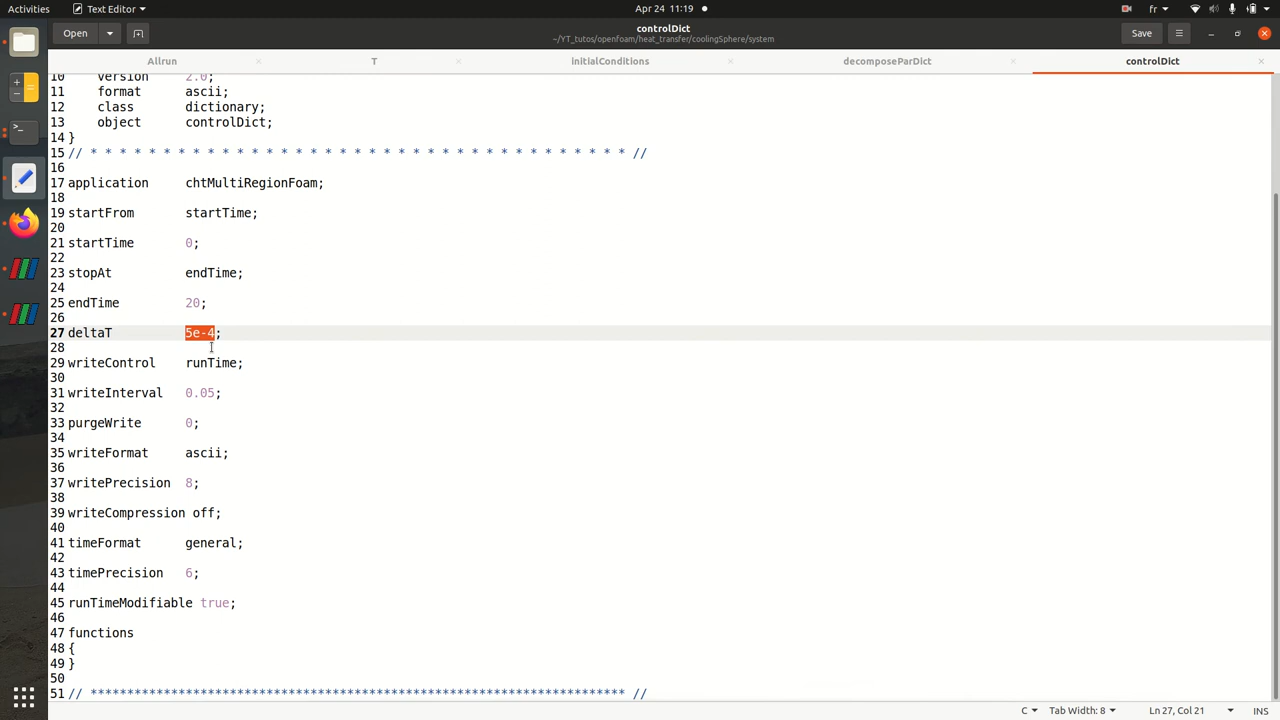 Activities Text Editor Apr 24 11:19 fr
Open controlDict Save
~/YT_tutos/openfoam/heat_transfer/coolingSphere/system
Allrun T initialConditions decomposeParDict controlDict
10 version 2.0;
11 format ascii;
12 class dictionary;
13 object controlDict;
14 }
15 // * * * * * * * * * * * * * * * * * * * * * * * * * * * * * * * * * * * * * //
16
17 application chtMultiRegionFoam;
18
19 startFrom startTime;
20
21 startTime 0;
22
23 stopAt endTime;
24
25 endTime 20;
26
27 deltaT 5e-4;
28
29 writeControl runTime;
30
31 writeInterval 0.05;
32
33 purgeWrite 0;
34
35 writeFormat ascii;
36
37 writePrecision 8;
38
39 writeCompression off;
40
41 timeFormat general;
42
43 timePrecision 6;
44
45 runTimeModifiable true;
46
47 functions
48 {
49 }
50
51 // ************************************************************************* //
C Tab Width: 8 Ln 27, Col 21 INS